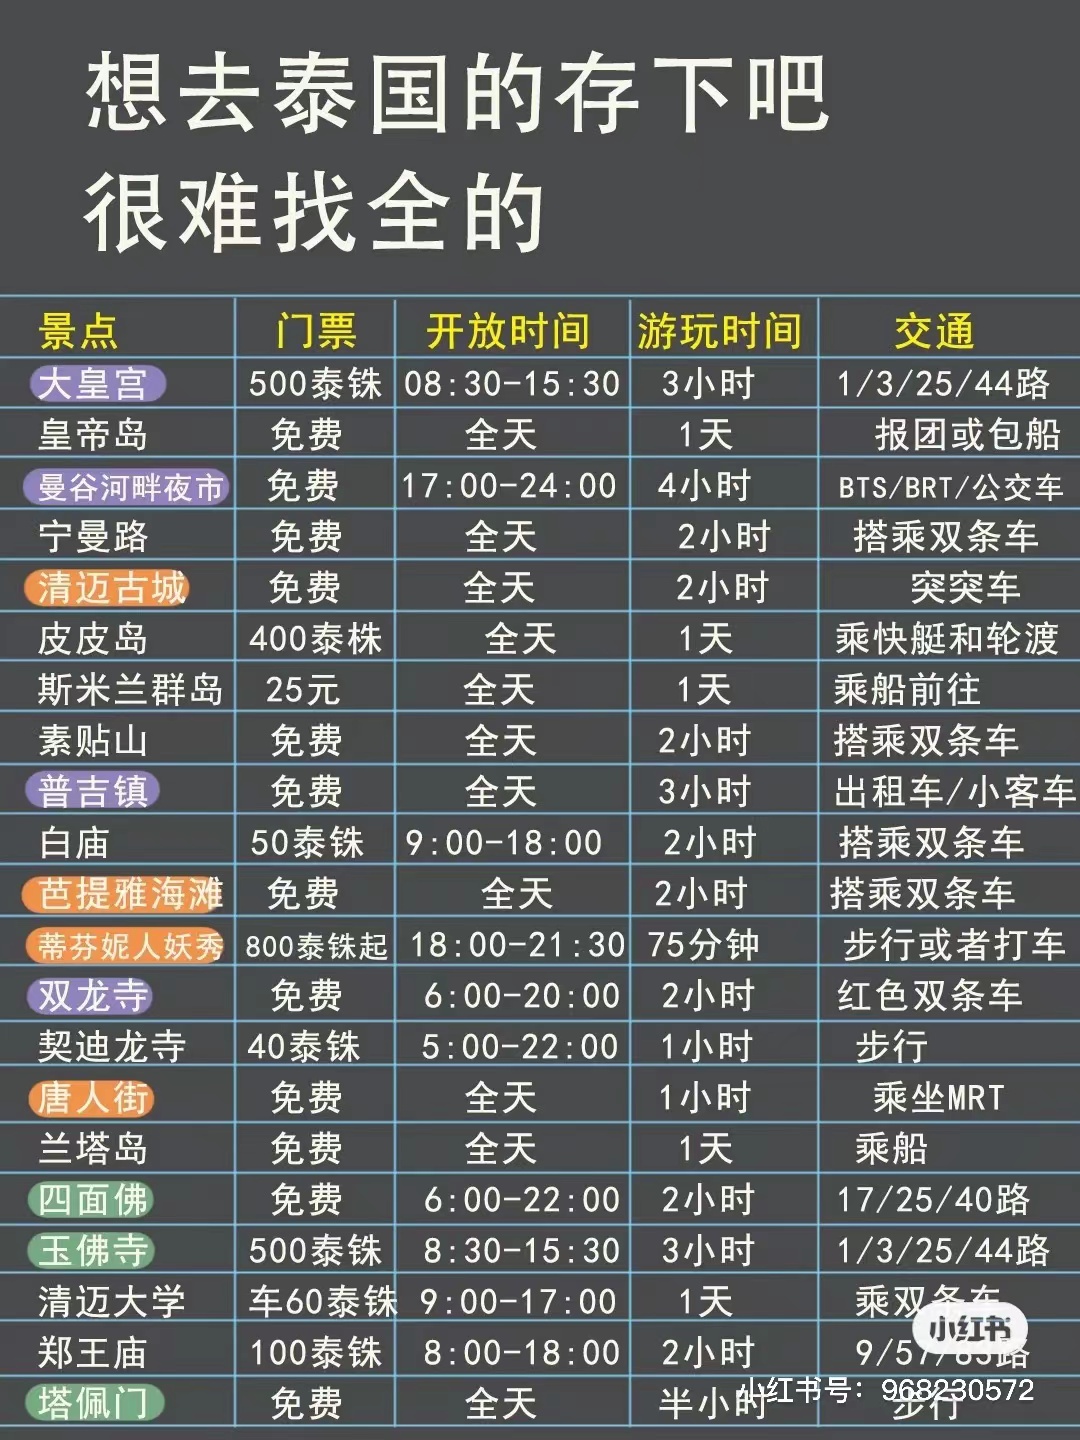 想去泰国的存下吧
很难找全的
景点 门票 开放时间 游玩时间 交通
大皇宫 500泰铢 08:30-15:30 3小时 1/3/25/44路
皇帝岛 免费 全天 1天 报团或包船
曼谷河畔夜市 免费 17:00-24:00 4小时 BTS/BRT/公交车
宁曼路 免费 全天 2小时 搭乘双条车
清迈古城 免费 全天 2小时 突突车
皮皮岛 400泰株 全天 1天 乘快艇和轮渡
斯米兰群岛 25元 全天 1天 乘船前往
素贴山 免费 全天 2小时 搭乘双条车
普吉镇 免费 全天 3小时 出租车/小客车
白庙 50泰铢 9:00-18:00 2小时 搭乘双条车
芭提雅海滩 免费 全天 2小时 搭乘双条车
蒂芬妮人妖秀 800泰铢起 18:00-21:30 75分钟 步行或者打车
双龙寺 免费 6:00-20:00 2小时 红色双条车
契迪龙寺 40泰铢 5:00-22:00 1小时 步行
唐人街 免费 全天 1小时 乘坐MRT
兰塔岛 免费 全天 1天 乘船
四面佛 免费 6:00-22:00 2小时 17/25/40路
玉佛寺 500泰铢 8:30-15:30 3小时 1/3/25/44路
清迈大学 车60泰铢 9:00-17:00 1天 乘双条车
小红书
郑王庙 100泰铢 8:00-18:00 2小时 9/57/83路
小红书号：968230572
塔佩门 免费 全天 半小时 步行